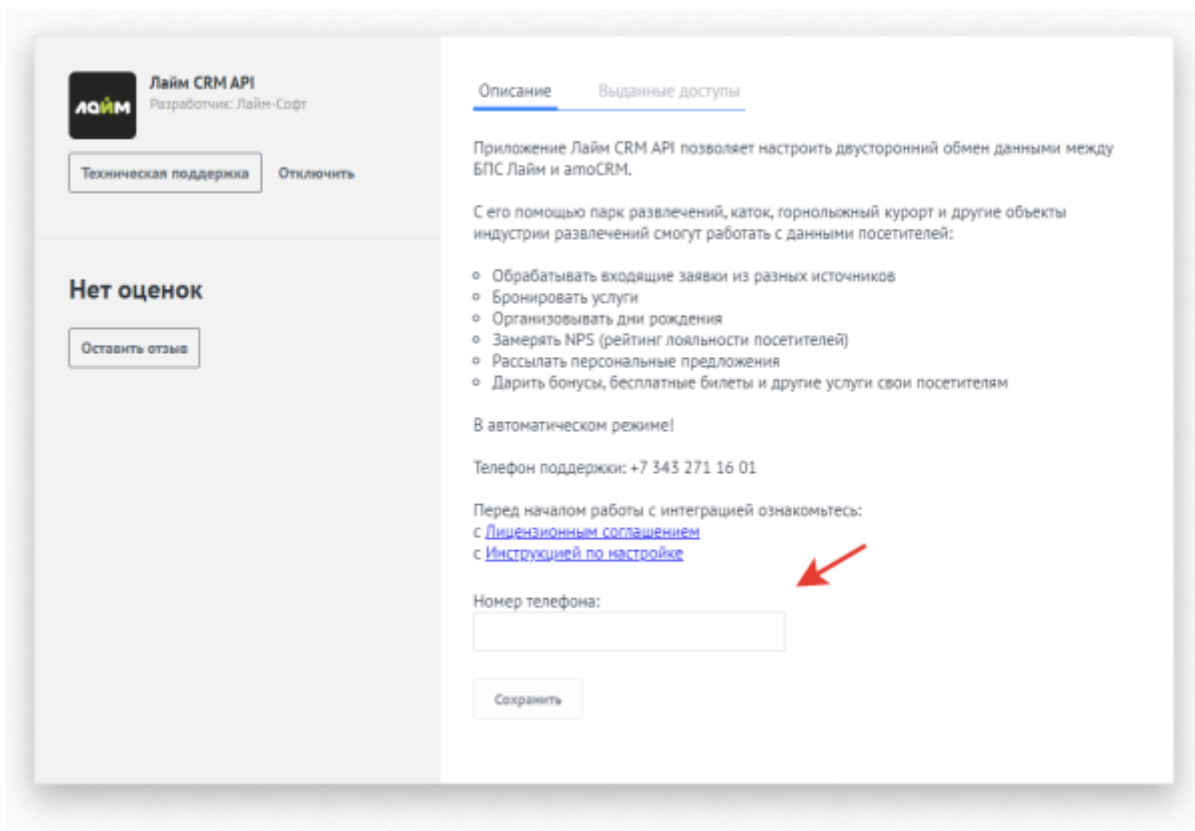 лайм
Лайм CRM API
Разработчик: Лайм-Софт
Техническая поддержка
Отключить
Нет оценок
Оставить отзыв
Описание
Выданные доступы
Приложение Лайм CRM API позволяет настроить двусторонний обмен данными между
БПС Лайм и amoCRM.
С его помощью парк развлечений, каток, горнолыжный курорт и другие объекты
индустрии развлечений смогут работать с данными посетителей:
Обрабатывать входящие заявки из разных источников
Бронировать услуги
Организовывать дни рождения
Замерять NPS (рейтинг лояльности посетителей)
Рассылать персональные предложения
Дарить бонусы, бесплатные билеты и другие услуги свои посетителям
В автоматическом режиме!
Телефон поддержки: +7 343 271 16 01
Перед началом работы с интеграцией ознакомьтесь:
с Лицензионным соглашением
с Инструкцией по настройке
Номер телефона:
Сохранить